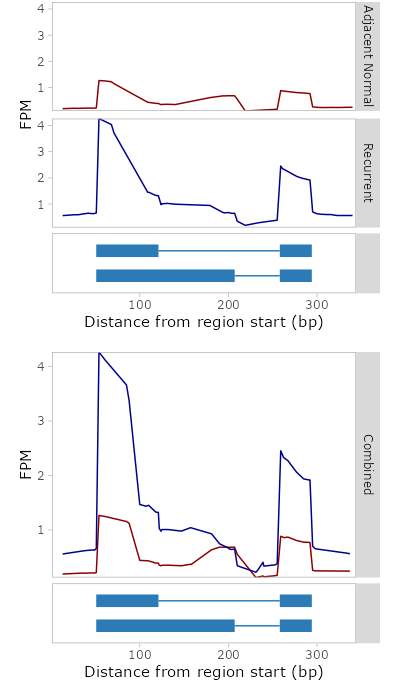 4
3
2
1
Adjacent Normal
FPM
4
3
2
1
Recurrent
100 200 300
Distance from region start (bp)
4
3
2
1
FPM
Combined
100 200 300
Distance from region start (bp)